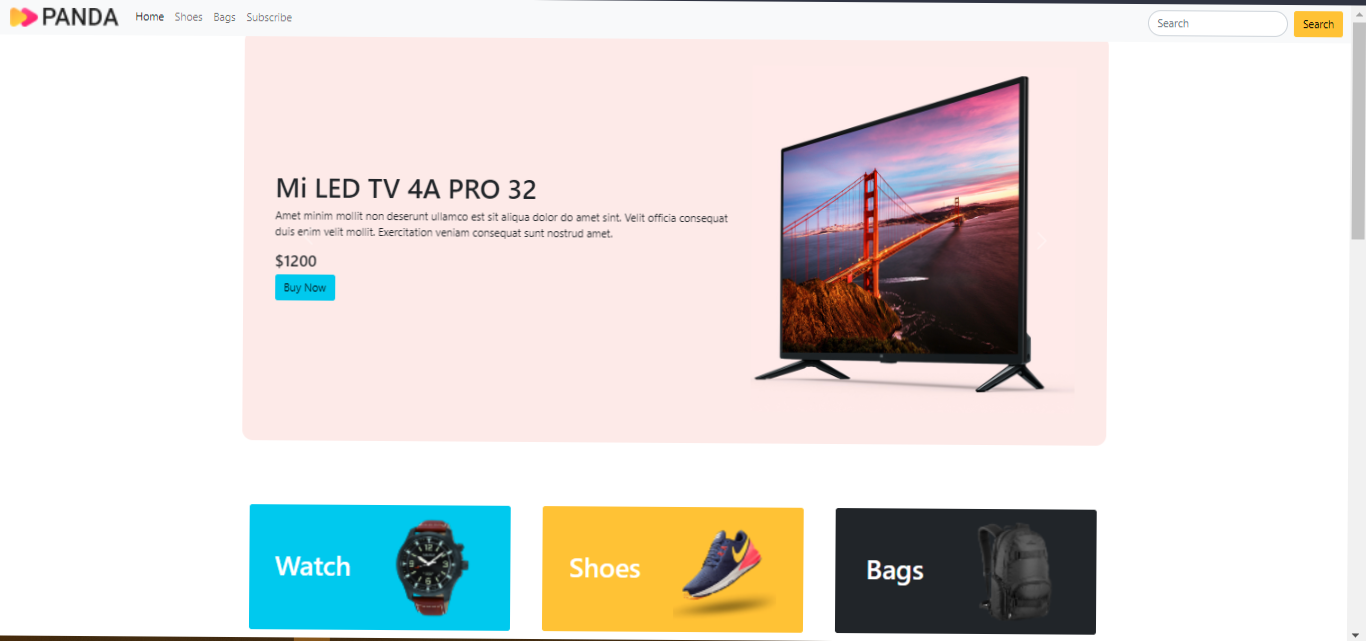 PANDA
Home Shoes Bags Subscribe
Search
Search
Mi LED TV 4A PRO 32
Amet minim mollit non deserunt ullamco est sit aliqua dolor do amet sint. Velit officia consequat
duis enim velit mollit. Exercitation veniam consequat sunt nostrud amet.
$1200
Buy Now
Watch
Shoes
Bags